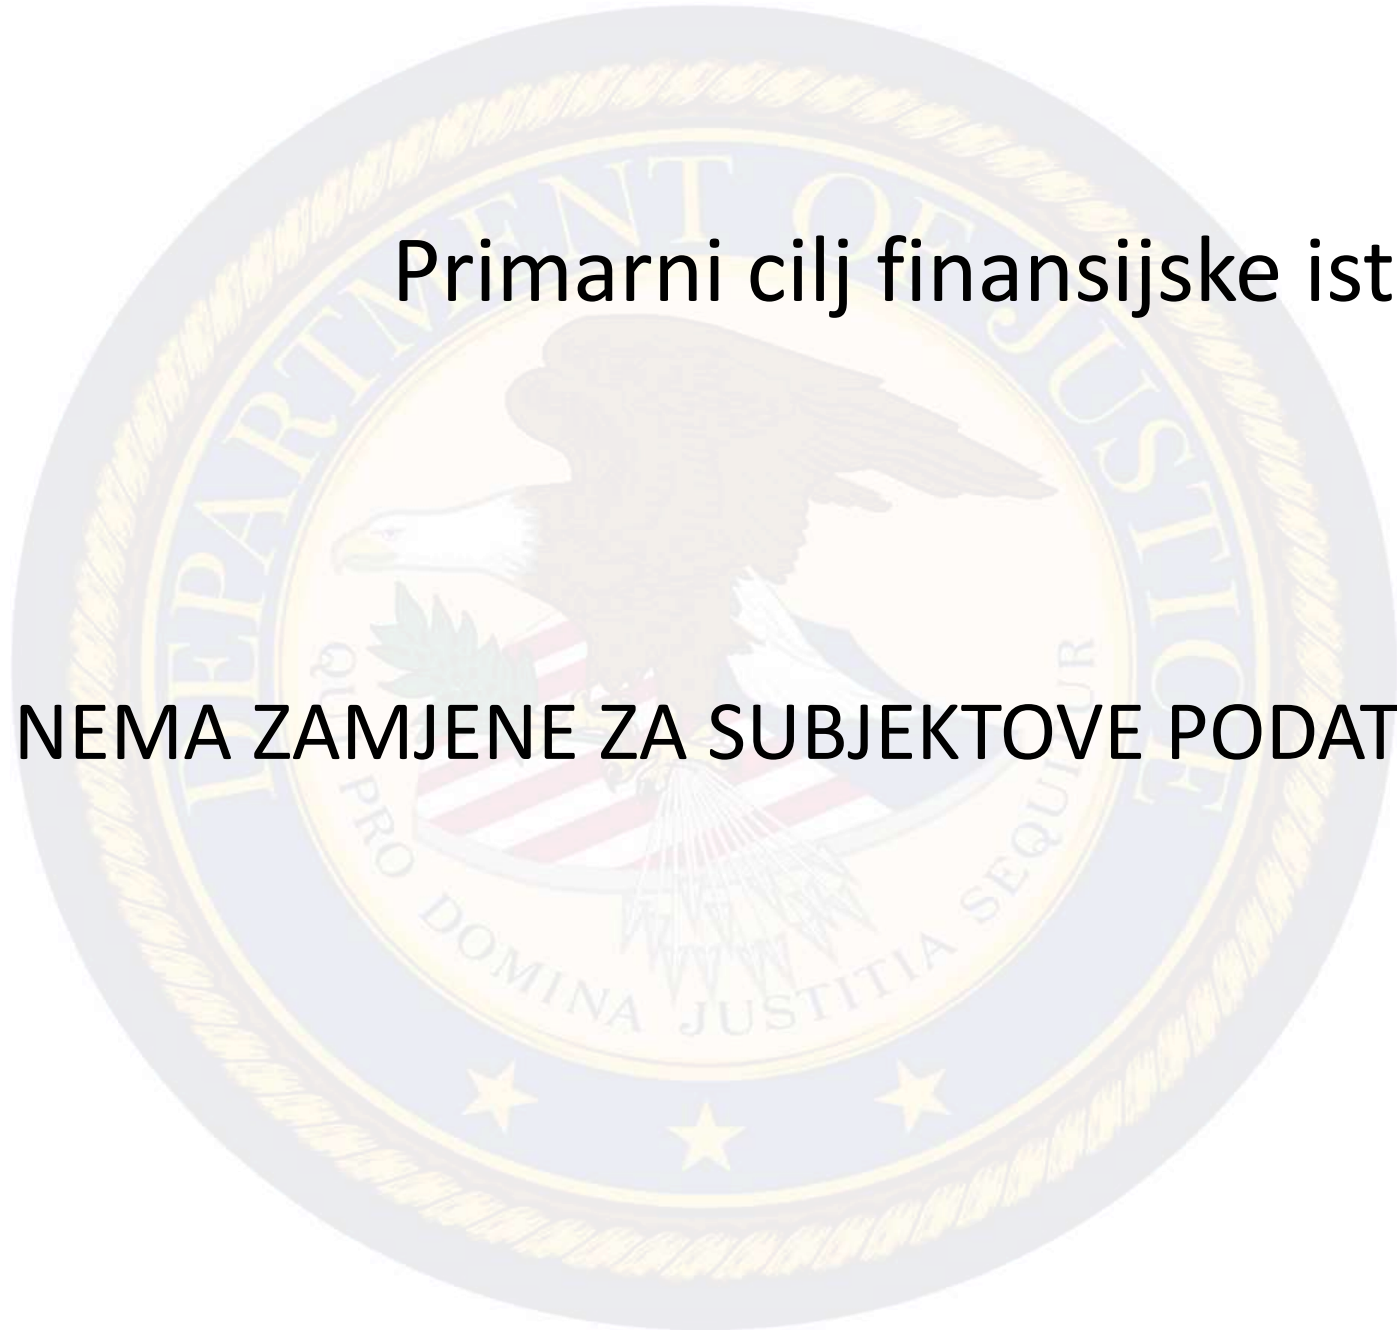 DEPARTMENT OF JUSTICE
Primarni cilj finansijske ist
NEMA ZAMJENE ZA SUBJEKTOVE PODAT
QUI PRO DOMINA JUSTITIA SEQUITUR